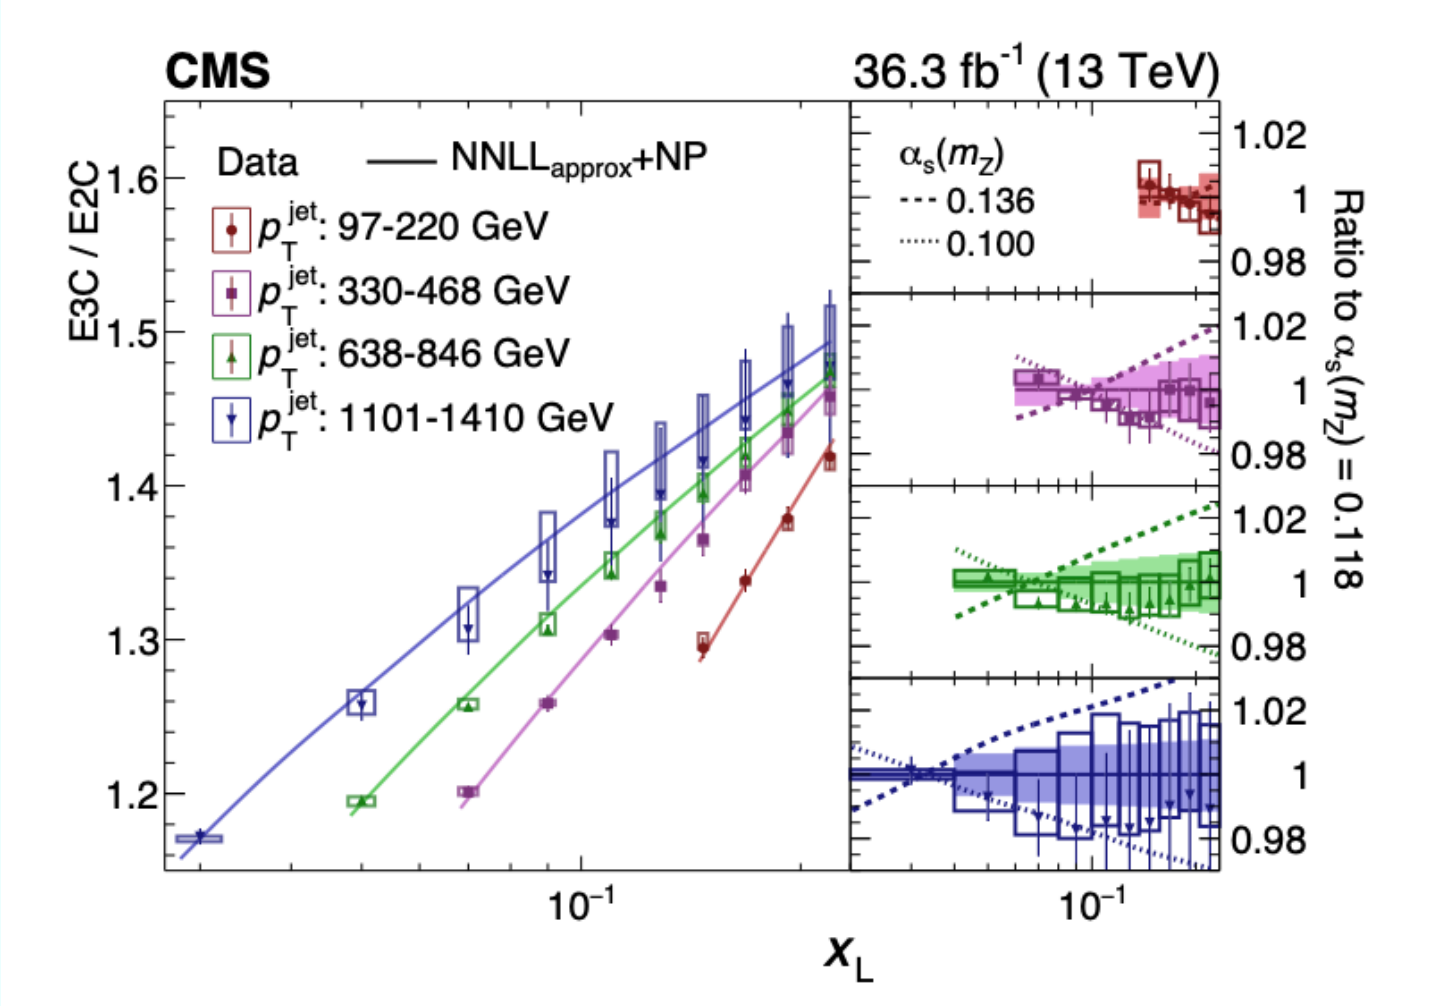 CMS
36.3 fb⁻¹ (13 TeV)
E3C / E2C
1.6
1.5
1.4
1.3
1.2
Data
NNLL_approx+NP
p_T^jet: 97-220 GeV
p_T^jet: 330-468 GeV
p_T^jet: 638-846 GeV
p_T^jet: 1101-1410 GeV
10⁻¹
α_s(m_Z)
0.136
0.100
1.02
1
0.98
1.02
1
0.98
1.02
1
0.98
1.02
1
0.98
10⁻¹
Ratio to α_s(m_Z) = 0.118
x_L